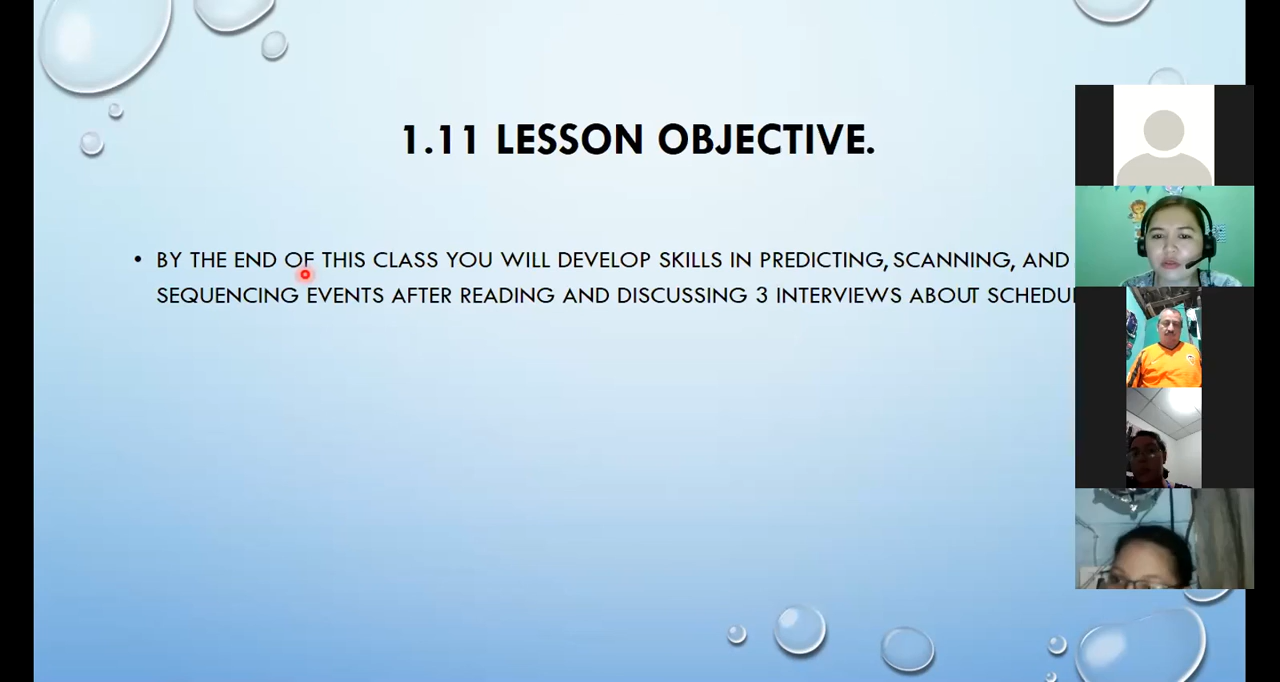 1.11 LESSON OBJECTIVE.
• BY THE END OF THIS CLASS YOU WILL DEVELOP SKILLS IN PREDICTING, SCANNING, AND
SEQUENCING EVENTS AFTER READING AND DISCUSSING 3 INTERVIEWS ABOUT